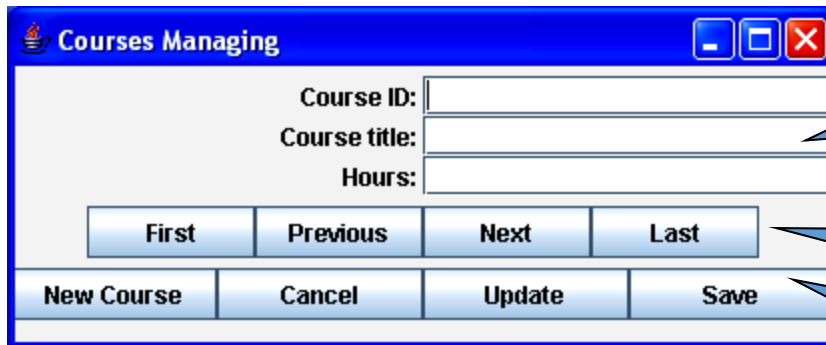 Courses Managing
Course ID:
Course title:
Hours:
First Previous Next Last
New Course Cancel Update Save